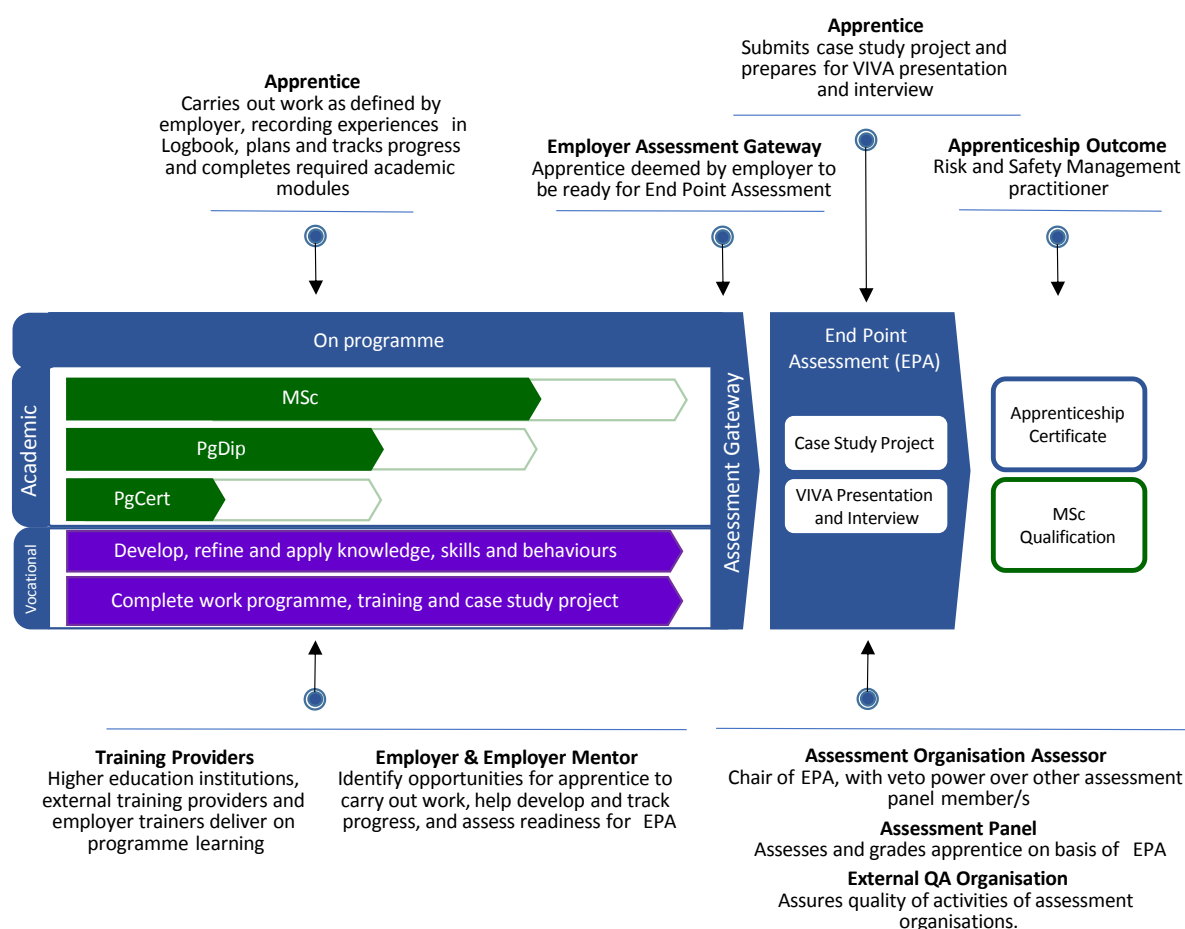 Apprentice
Submits case study project and
prepares for VIVA presentation
and interview
Apprentice
Carries out work as defined by
employer, recording experiences in
Logbook, plans and tracks progress
and completes required academic
modules
Employer Assessment Gateway
Apprentice deemed by employer to
be ready for End Point Assessment
Apprenticeship Outcome
Risk and Safety Management
practitioner
On programme
Academic
MSc
PgDip
PgCert
Vocational
Develop, refine and apply knowledge, skills and behaviours
Complete work programme, training and case study project
Assessment Gateway
End Point
Assessment (EPA)
Case Study Project
VIVA Presentation
and Interview
Apprenticeship
Certificate
MSc
Qualification
Training Providers
Higher education institutions,
external training providers and
employer trainers deliver on
programme learning
Employer & Employer Mentor
Identify opportunities for apprentice to
carry out work, help develop and track
progress, and assess readiness for EPA
Assessment Organisation Assessor
Chair of EPA, with veto power over other assessment
panel member/s
Assessment Panel
Assesses and grades apprentice on basis of EPA
External QA Organisation
Assures quality of activities of assessment
organisations.